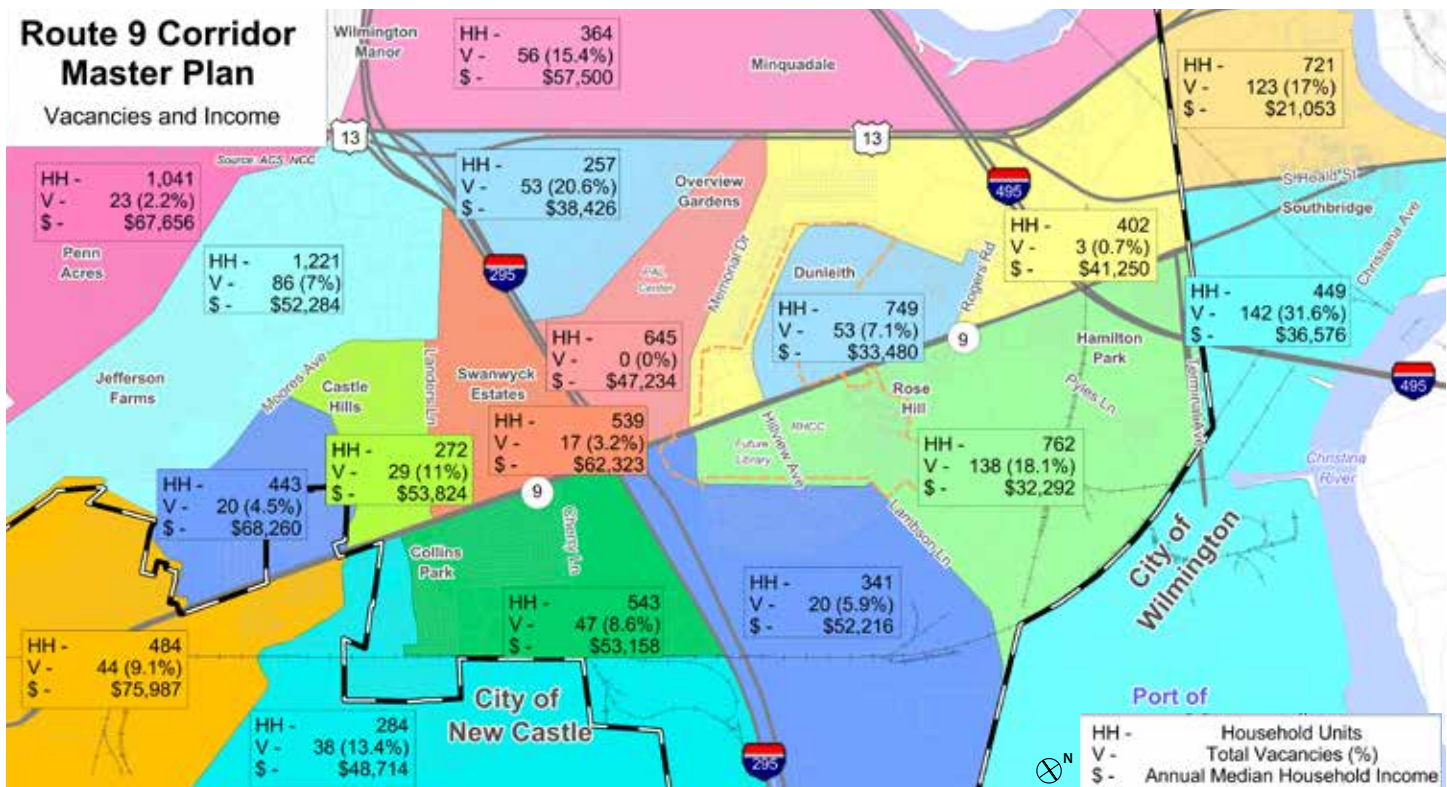 Route 9 Corridor
Master Plan
Vacancies and Income
Wilmington
Manor
HH - 364
V - 56 (15.4%)
$ - $57,500
Minquadale
HH - 721
V - 123 (17%)
$ - $21,053
13
13
Source: ACS, NCC
HH - 1,041
V - 23 (2.2%)
$ - $67,656
Penn
Acres
HH - 257
V - 53 (20.6%)
$ - $38,426
Overview
Gardens
495
S Heald St
Southbridge
HH - 402
V - 3 (0.7%)
$ - $41,250
HH - 1,221
V - 86 (7%)
$ - $52,284
295
PAL
Center
Memorial Dr
Dunleith
Rogers Rd
Christiana Ave
HH - 749
V - 53 (7.1%)
$ - $33,480
HH - 449
V - 142 (31.6%)
$ - $36,576
9
Hamilton
Park
HH - 645
V - 0 (0%)
$ - $47,234
Jefferson
Farms
Moores Ave
Castle
Hills
Landers Ln
Swanwyck
Estates
Rose
Hill
Pyles Ln
495
HH - 539
V - 17 (3.2%)
$ - $62,323
Hillview Ave
RHCC
Future
Library
HH - 272
V - 29 (11%)
$ - $53,824
HH - 762
V - 138 (18.1%)
$ - $32,292
Christina
River
HH - 443
V - 20 (4.5%)
$ - $68,260
9
Cherry Ln
Lambson Ln
Collins
Park
City of
Wilmington
HH - 341
V - 20 (5.9%)
$ - $52,216
HH - 543
V - 47 (8.6%)
$ - $53,158
HH - 484
V - 44 (9.1%)
$ - $75,987
City of
New Castle
Port of
HH - 284
V - 38 (13.4%)
$ - $48,714
295
N
HH - Household Units
V - Total Vacancies (%)
$ - Annual Median Household Income